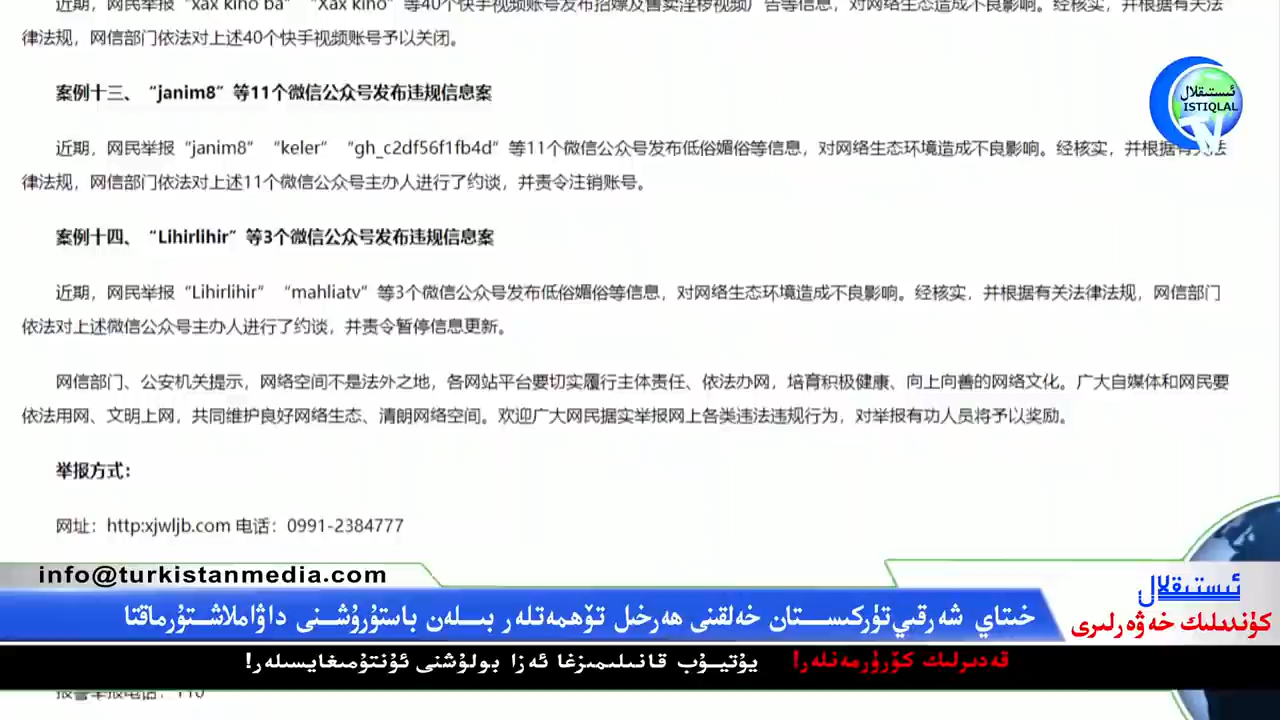 近期，网民举报“xax kino ba”“Xax kino”等40个快手视频账号发布招嫖及售卖淫秽视频广告等信息，对网络生态造成不良影响。经核实，并根据有关法
律法规，网信部门依法对上述40个快手视频账号予以关闭。
案例十三、“janim8”等11个微信公众号发布违规信息案
近期，网民举报“janim8”“keler”“gh_c2df56f1fb4d”等11个微信公众号发布低俗媚俗等信息，对网络生态环境造成不良影响。经核实，并根据有关法
律法规，网信部门依法对上述11个微信公众号主办人进行了约谈，并责令注销账号。
案例十四、“Lihirlihir”等3个微信公众号发布违规信息案
近期，网民举报“Lihirlihir”“mahliatv”等3个微信公众号发布低俗媚俗等信息，对网络生态环境造成不良影响。经核实，并根据有关法律法规，网信部门
依法对上述微信公众号主办人进行了约谈，并责令暂停信息更新。
网信部门、公安机关提示，网络空间不是法外之地，各网站平台要切实履行主体责任、依法办网，培育积极健康、向上向善的网络文化。广大自媒体和网民要
依法用网、文明上网，共同维护良好网络生态、清朗网络空间。欢迎广大网民据实举报网上各类违法违规行为，对举报有功人员将予以奖励。
举报方式：
网址：http:xjwljb.com 电话：0991-2384777
报警举报电话：110
ئىستىقلال
ISTIQLAL
TV
info@turkistanmedia.com
ئىستىقلال
كۈندىلىك خەۋەرلىرى
خىتاي شەرقىيتۈركىستان خەلقنى ھەرخىل تۆھمەتلەر بىلەن باستۇرۇشنى داۋاملاشتۇرماقتا
قەدىرلىك كۆرۈرمەنلەر! يۇتيۇب قانىلىمىزغا ئەزا بولۇشنى ئۇنتۇمىغايسىلەر!